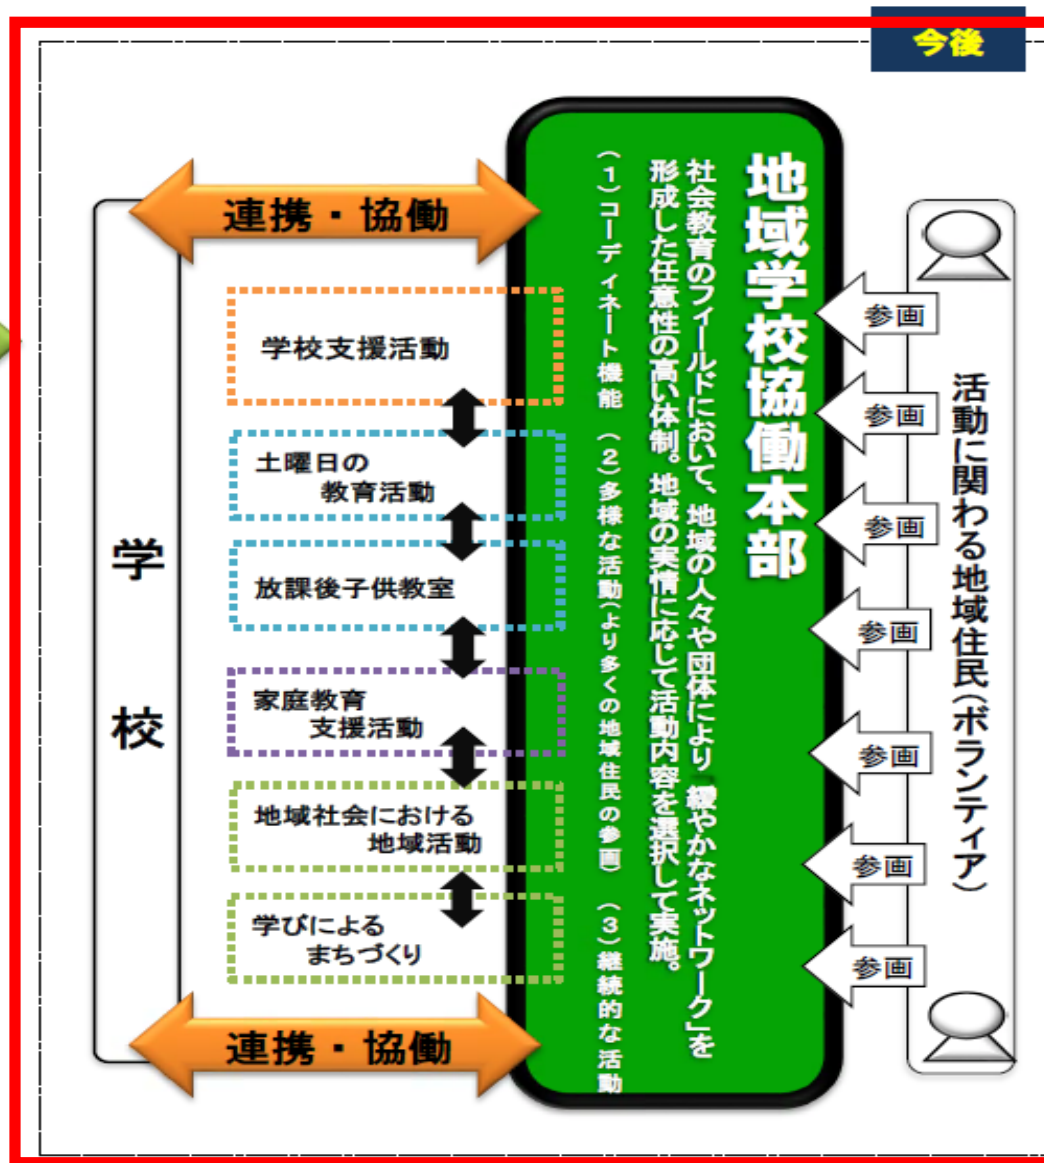 今後
活動に関わる地域住民(ボランティア)
参画
参画
参画
参画
参画
参画
参画
地域学校協働本部
社会教育のフィールドにおいて、地域の人々や団体により「緩やかなネットワーク」を
形成した任意性の高い体制。地域の実情に応じて活動内容を選択して実施。
(1)コーディネート機能 (2)多様な活動(より多くの地域住民の参画) (3)継続的な活動
連携・協働
学校支援活動
土曜日の
教育活動
放課後子供教室
家庭教育
支援活動
地域社会における
地域活動
学びによる
まちづくり
連携・協働
学校